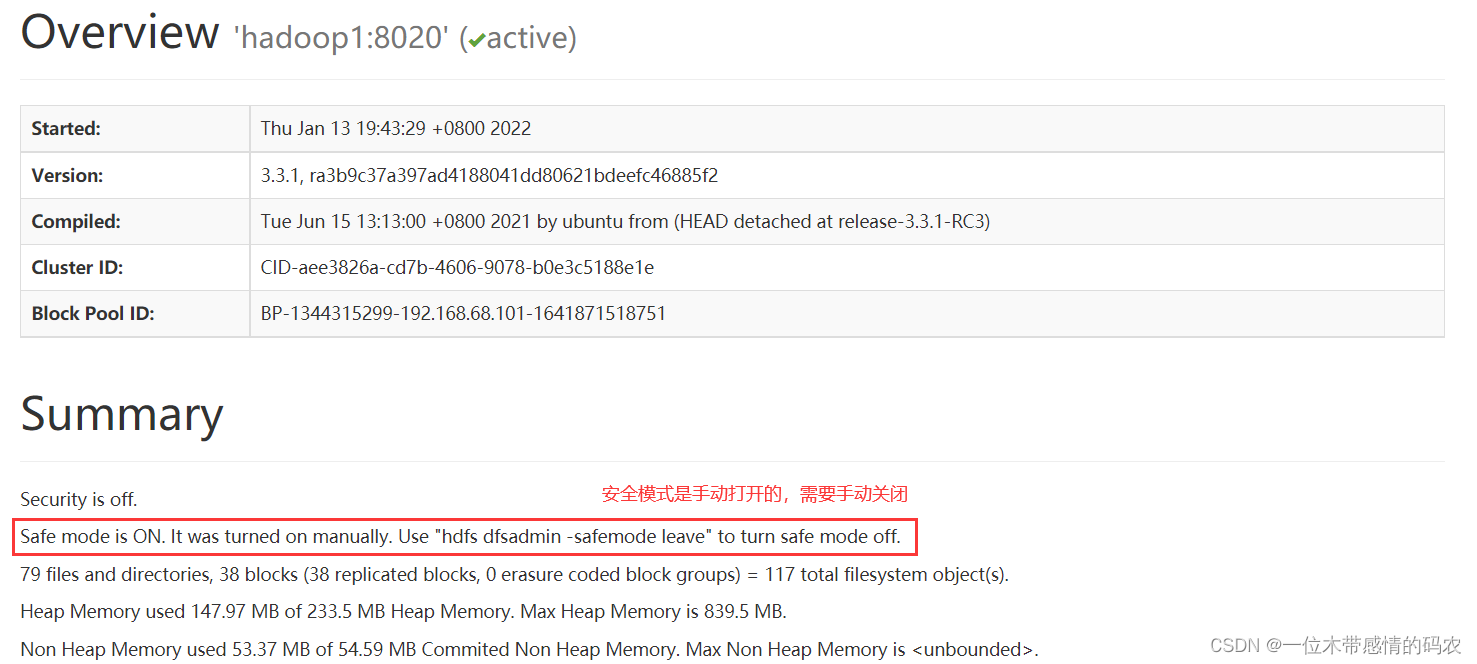 Overview 'hadoop1:8020' (✔active)
Started: Thu Jan 13 19:43:29 +0800 2022
Version: 3.3.1, ra3b9c37a397ad4188041dd80621bdeefc46885f2
Compiled: Tue Jun 15 13:13:00 +0800 2021 by ubuntu from (HEAD detached at release-3.3.1-RC3)
Cluster ID: CID-aee3826a-cd7b-4606-9078-b0e3c5188e1e
Block Pool ID: BP-1344315299-192.168.68.101-1641871518751
Summary
Security is off.
安全模式是手动打开的，需要手动关闭
Safe mode is ON. It was turned on manually. Use "hdfs dfsadmin -safemode leave" to turn safe mode off.
79 files and directories, 38 blocks (38 replicated blocks, 0 erasure coded block groups) = 117 total filesystem object(s).
Heap Memory used 147.97 MB of 233.5 MB Heap Memory. Max Heap Memory is 839.5 MB.
Non Heap Memory used 53.37 MB of 54.59 MB Commited Non Heap Memory. Max Non Heap Memory is <unbounded>.
CSDN @一位木带感情的码农